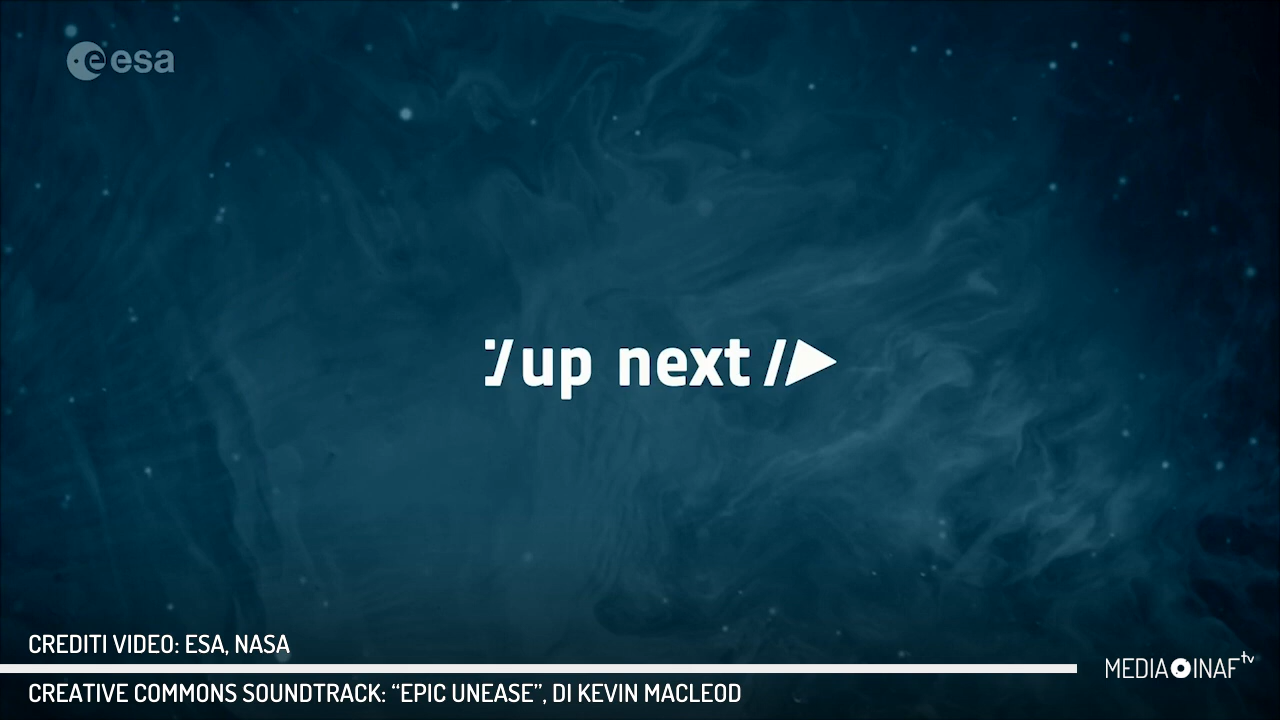 esa
:/up next //
CREDITI VIDEO: ESA, NASA
MEDIA INAF tv
CREATIVE COMMONS SOUNDTRACK: “EPIC UNEASE”, DI KEVIN MACLEOD